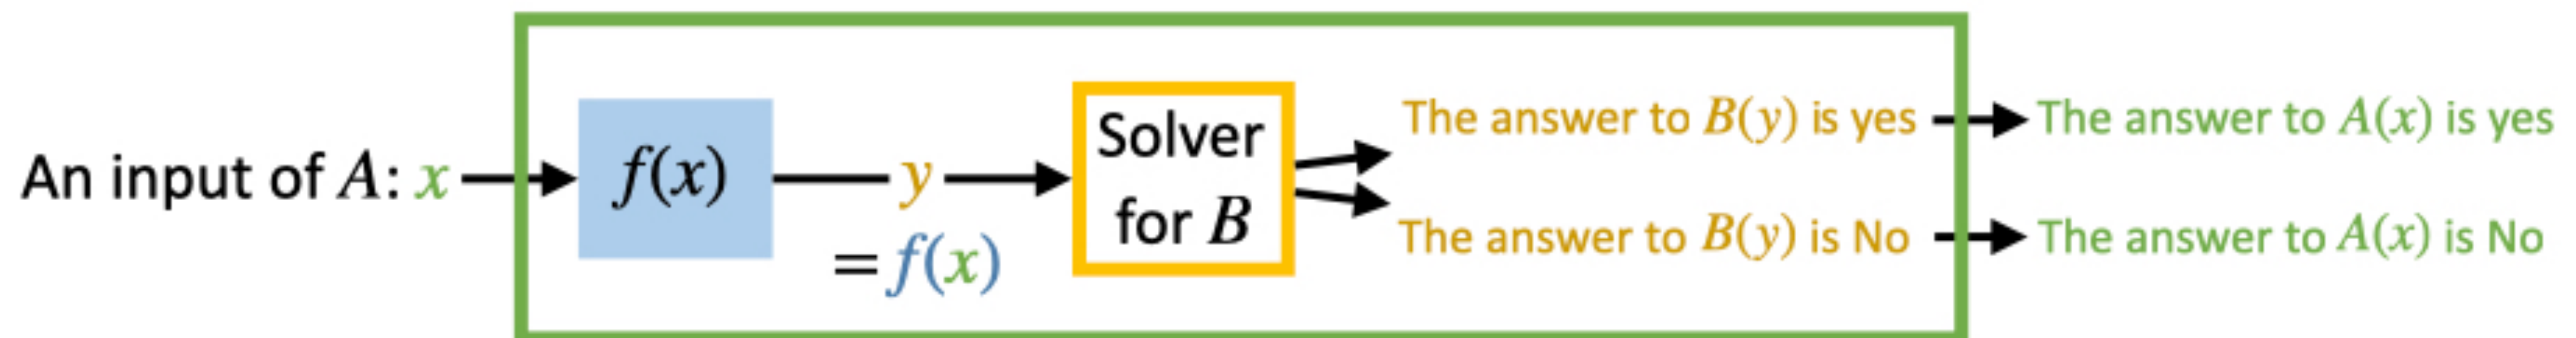 An input of A: x
f(x)
y
= f(x)
Solver
for B
The answer to B(y) is yes
The answer to B(y) is No
The answer to A(x) is yes
The answer to A(x) is No